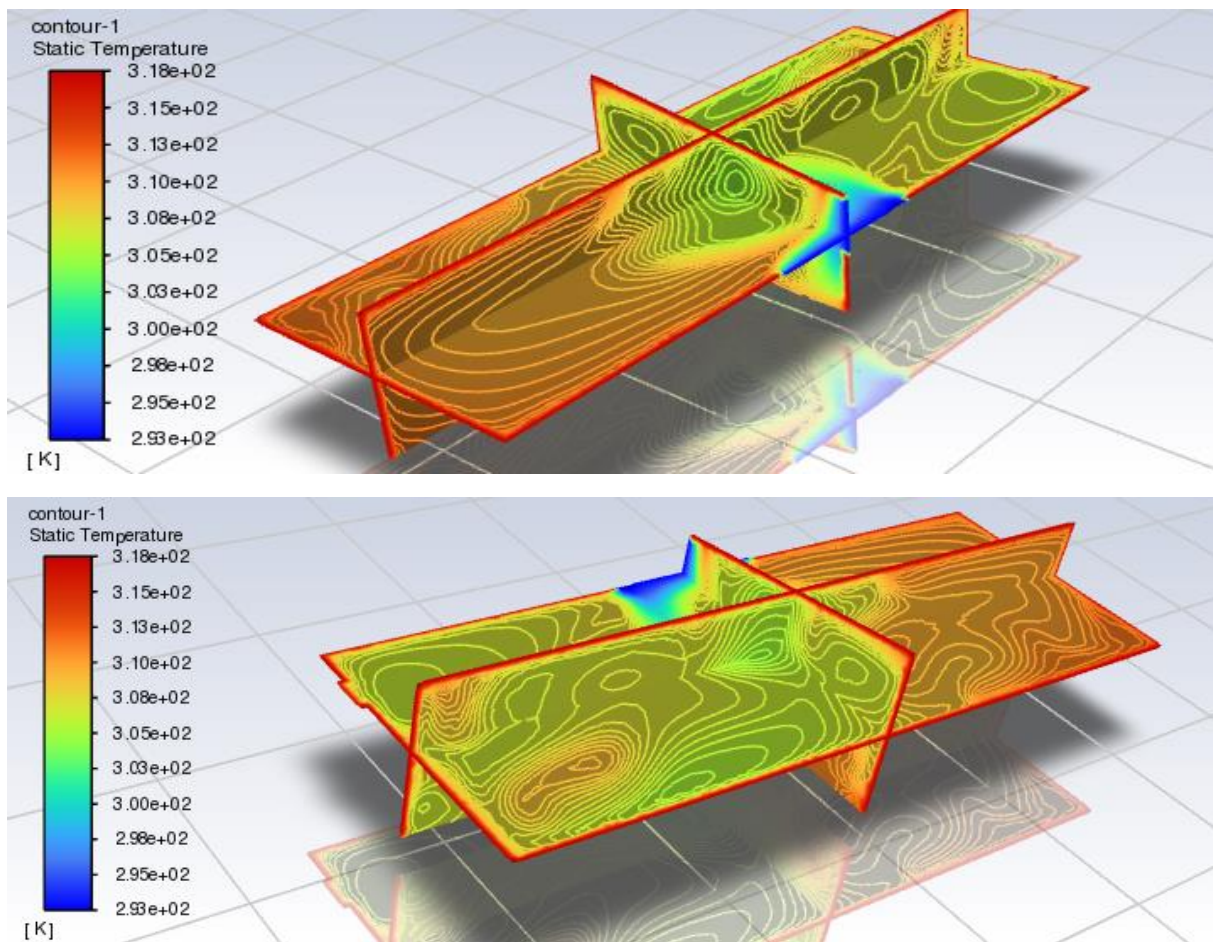 contour-1
Static Temperature
3.18e+02
3.15e+02
3.13e+02
3.10e+02
3.08e+02
3.05e+02
3.03e+02
3.00e+02
2.98e+02
2.95e+02
2.93e+02
[ K ]
contour-1
Static Temperature
3.18e+02
3.15e+02
3.13e+02
3.10e+02
3.08e+02
3.05e+02
3.03e+02
3.00e+02
2.98e+02
2.95e+02
2.93e+02
[ K ]